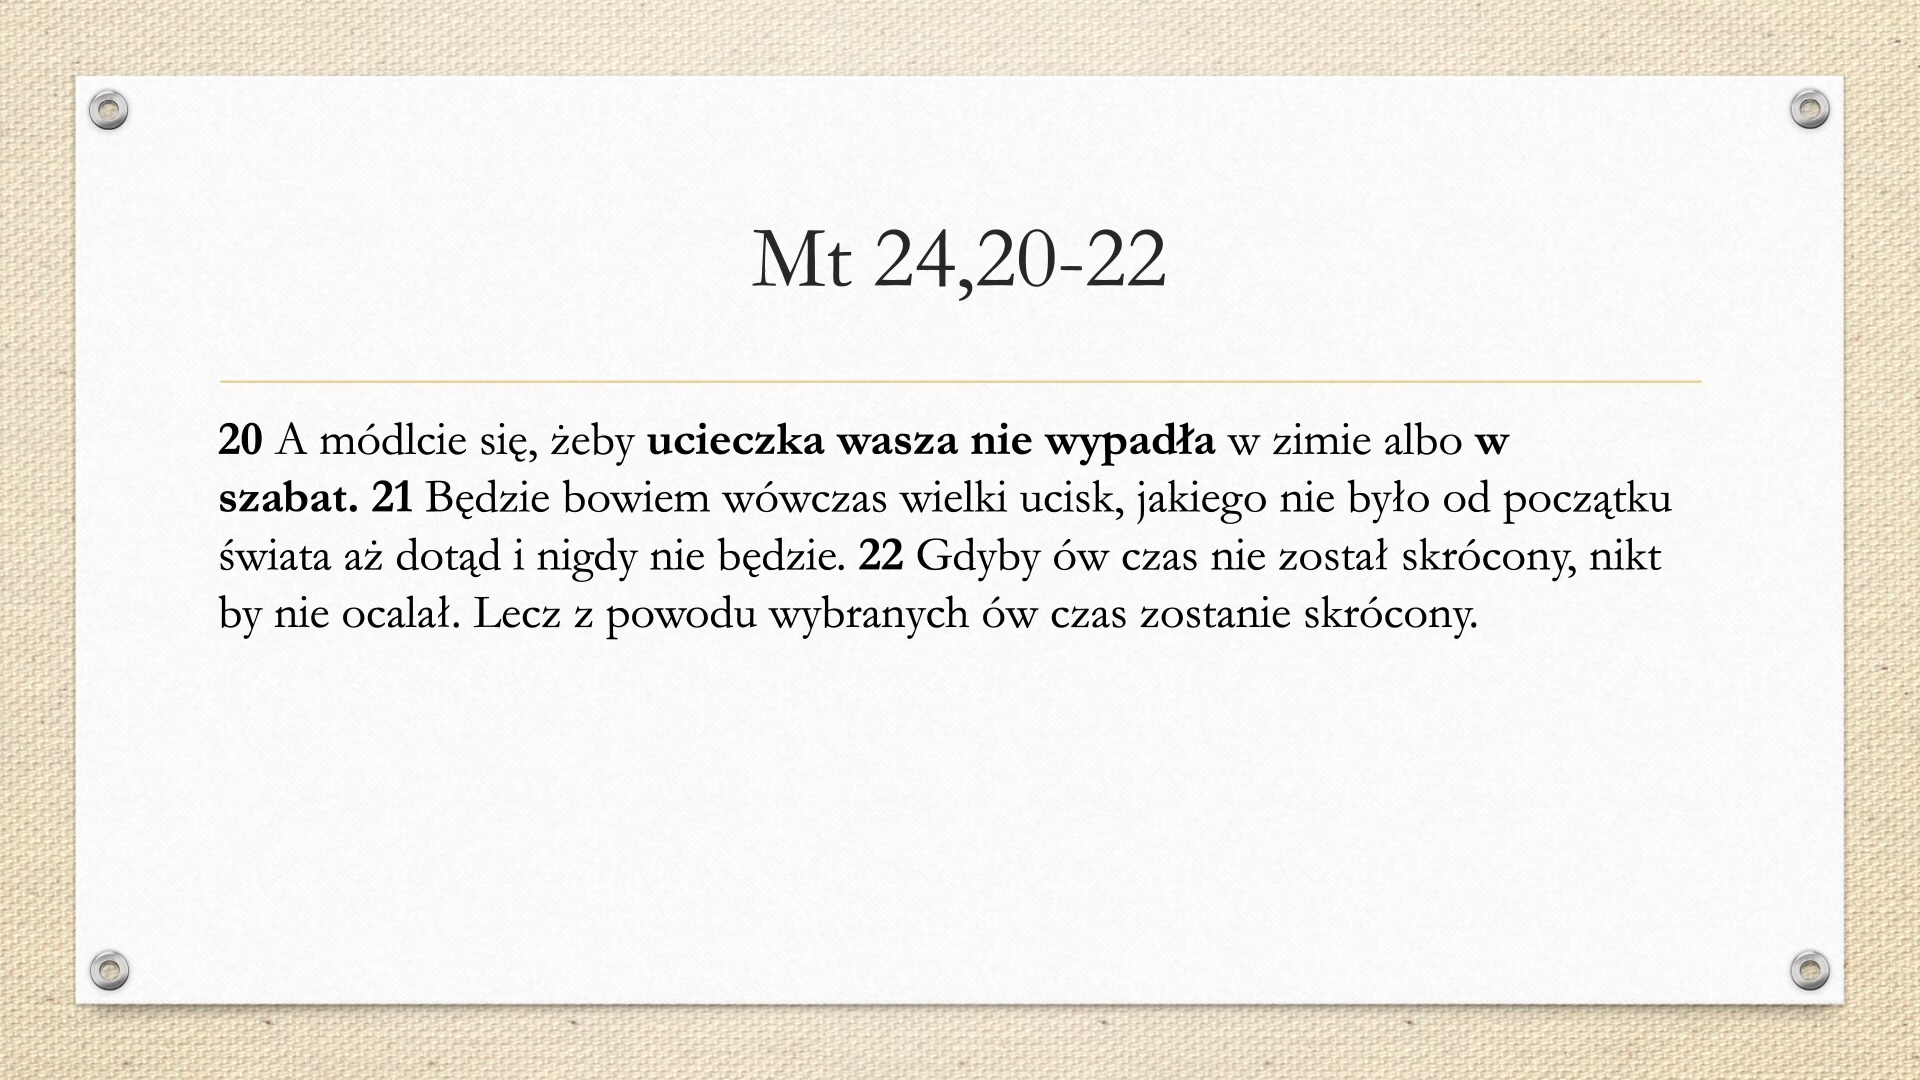 Mt 24,20-22
20 A módlcie się, żeby ucieczka wasza nie wypadła w zimie albo w
szabat. 21 Będzie bowiem wówczas wielki ucisk, jakiego nie było od początku
świata aż dotąd i nigdy nie będzie. 22 Gdyby ów czas nie został skrócony, nikt
by nie ocalał. Lecz z powodu wybranych ów czas zostanie skrócony.